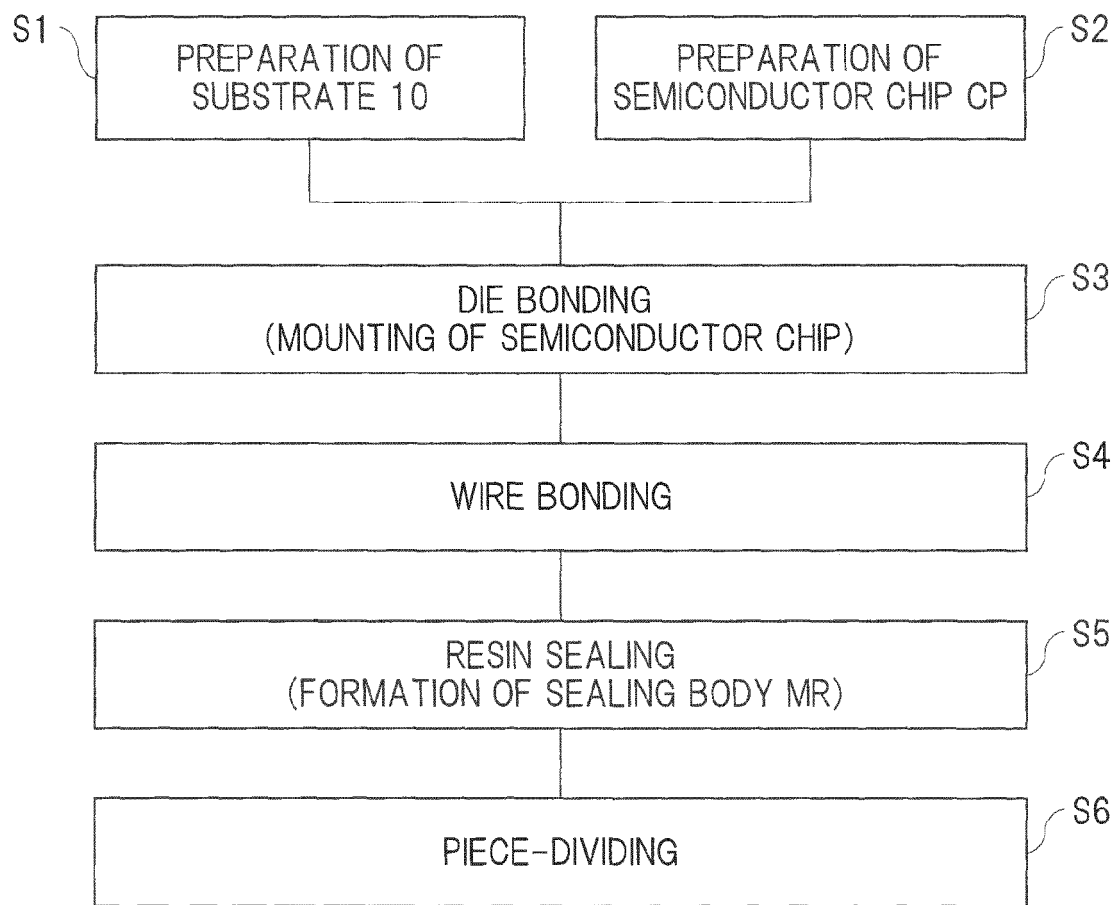 S1
PREPARATION OF
SUBSTRATE 10
S2
PREPARATION OF
SEMICONDUCTOR CHIP CP
S3
DIE BONDING
(MOUNTING OF SEMICONDUCTOR CHIP)
S4
WIRE BONDING
S5
RESIN SEALING
(FORMATION OF SEALING BODY MR)
S6
PIECE-DIVIDING